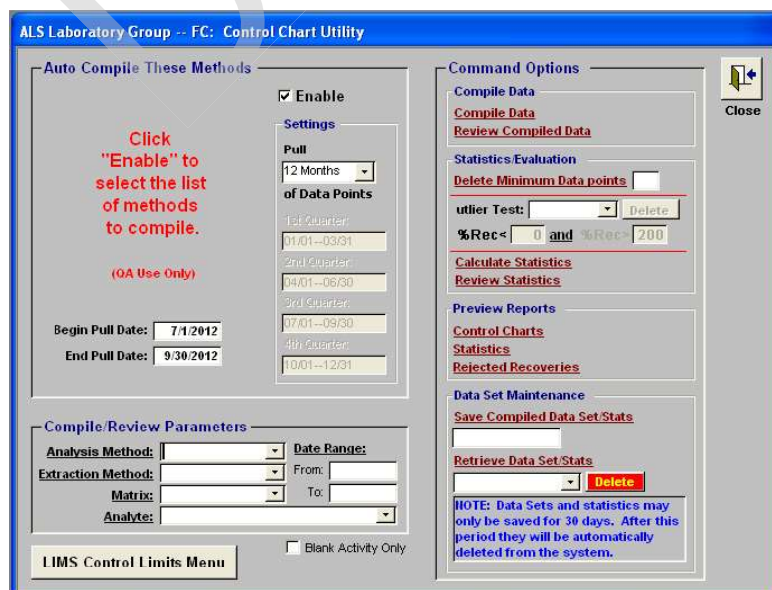 ALS Laboratory Group -- FC: Control Chart Utility
Auto Compile These Methods
Enable
Click
"Enable" to
select the list
of methods
to compile.
(QA Use Only)
Begin Pull Date: 7/1/2012
End Pull Date: 9/30/2012
Settings
Pull
12 Months
of Data Points
1st Quarter:
01/01--03/31
2nd Quarter:
04/01--06/30
3rd Quarter:
07/01--09/30
4th Quarter:
10/01--12/31
Compile/Review Parameters
Analysis Method:
Extraction Method:
Matrix:
Analyte:
Date Range:
From:
To:
Blank Activity Only
LIMS Control Limits Menu
Command Options
Compile Data
Compile Data
Review Compiled Data
Statistics/Evaluation
Delete Minimum Data points
utlier Test: Delete
%Rec< 0 and %Rec> 200
Calculate Statistics
Review Statistics
Preview Reports
Control Charts
Statistics
Rejected Recoveries
Data Set Maintenance
Save Compiled Data Set/Stats
Retrieve Data Set/Stats
Delete
NOTE: Data Sets and statistics may
only be saved for 30 days. After this
period they will be automatically
deleted from the system.
Close